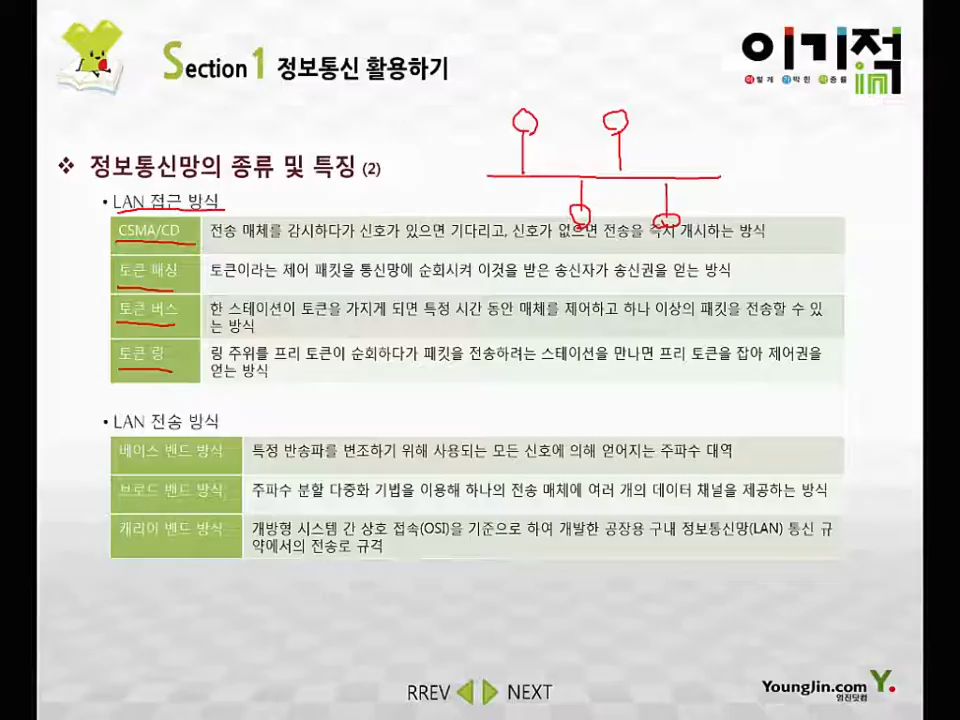 Section 1 정보통신 활용하기
이기적in
이렇게 기막힌 적중률
❖ 정보통신망의 종류 및 특징 (2)
• LAN 접근 방식
CSMA/CD 전송 매체를 감시하다가 신호가 있으면 기다리고, 신호가 없으면 전송을 즉시 개시하는 방식
토큰 패싱 토큰이라는 제어 패킷을 통신망에 순회시켜 이것을 받은 송신자가 송신권을 얻는 방식
토큰 버스 한 스테이션이 토큰을 가지게 되면 특정 시간 동안 매체를 제어하고 하나 이상의 패킷을 전송할 수 있
는 방식
토큰 링 링 주위를 프리 토큰이 순회하다가 패킷을 전송하려는 스테이션을 만나면 프리 토큰을 잡아 제어권을
얻는 방식
• LAN 전송 방식
베이스 밴드 방식 특정 반송파를 변조하기 위해 사용되는 모든 신호에 의해 얻어지는 주파수 대역
브로드 밴드 방식 주파수 분할 다중화 기법을 이용해 하나의 전송 매체에 여러 개의 데이터 채널을 제공하는 방식
캐리어 밴드 방식 개방형 시스템 간 상호 접속(OSI)을 기준으로 하여 개발한 공장용 구내 정보통신망(LAN) 통신 규
약에서의 전송로 규격
RREV NEXT
YoungJin.com Y.
영진닷컴